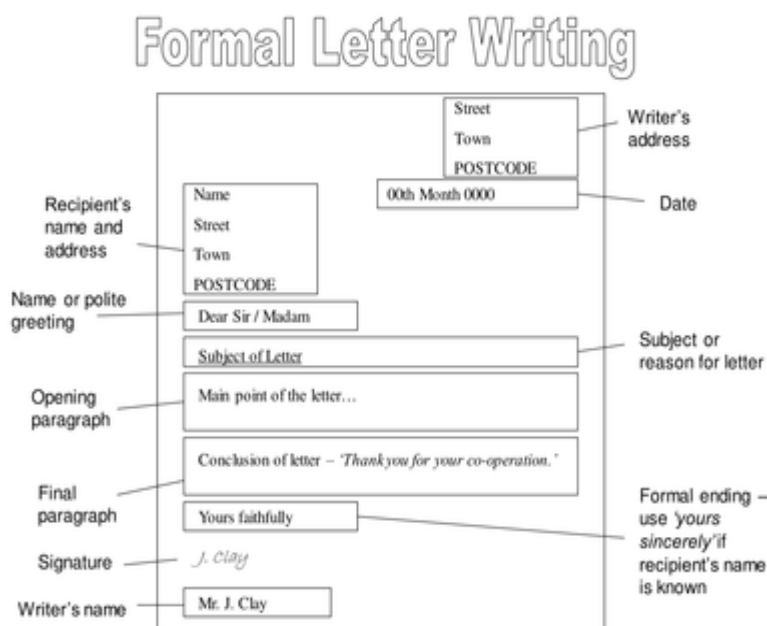 Formal Letter Writing
Street
Town
POSTCODE
Writer's
address
00th Month 0000
Date
Recipient's
name and
address
Name
Street
Town
POSTCODE
Name or polite
greeting
Dear Sir / Madam
Subject of Letter
Subject or
reason for letter
Opening
paragraph
Main point of the letter…
Final
paragraph
Conclusion of letter – ‘Thank you for your co-operation.’
Yours faithfully
Formal ending –
use ‘yours
sincerely’ if
recipient's name
is known
Signature
J. Clay
Writer's name
Mr. J. Clay